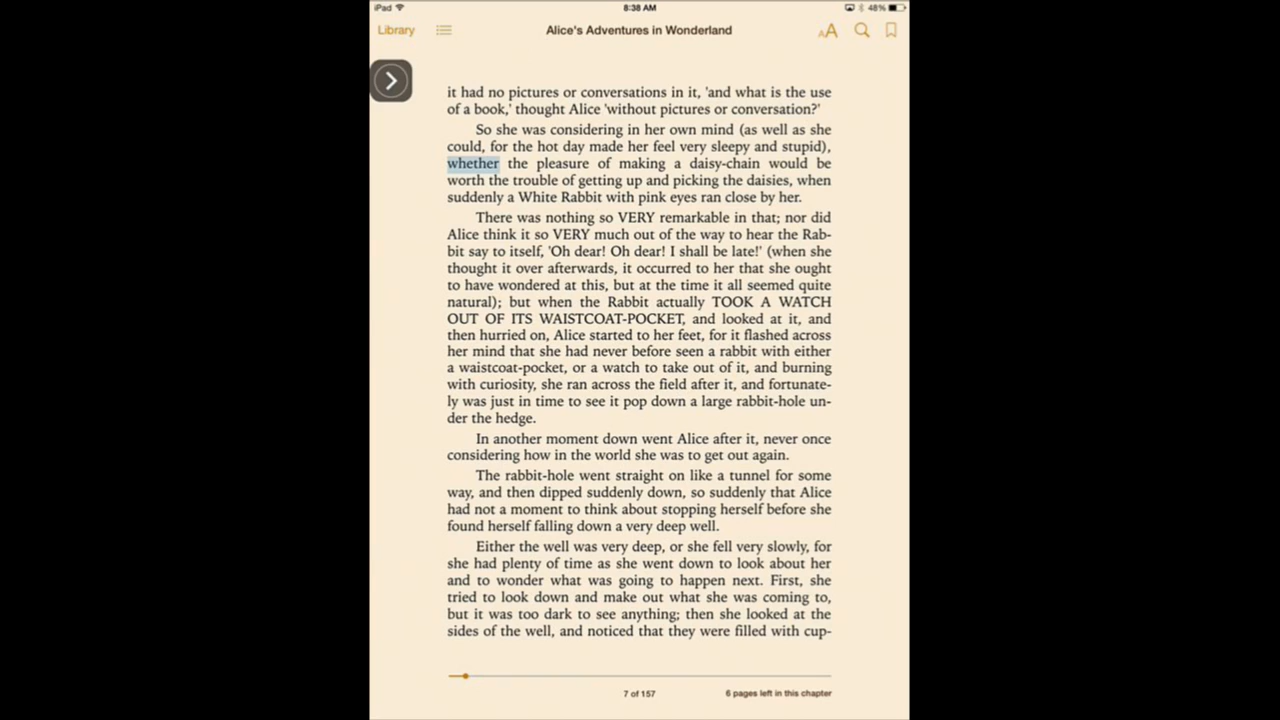 iPad 8:38 AM 48%
Library Alice's Adventures in Wonderland AA
it had no pictures or conversations in it, 'and what is the use
of a book,' thought Alice 'without pictures or conversation?'
So she was considering in her own mind (as well as she
could, for the hot day made her feel very sleepy and stupid),
whether the pleasure of making a daisy-chain would be
worth the trouble of getting up and picking the daisies, when
suddenly a White Rabbit with pink eyes ran close by her.
There was nothing so VERY remarkable in that; nor did
Alice think it so VERY much out of the way to hear the Rab-
bit say to itself, 'Oh dear! Oh dear! I shall be late!' (when she
thought it over afterwards, it occurred to her that she ought
to have wondered at this, but at the time it all seemed quite
natural); but when the Rabbit actually TOOK A WATCH
OUT OF ITS WAISTCOAT-POCKET, and looked at it, and
then hurried on, Alice started to her feet, for it flashed across
her mind that she had never before seen a rabbit with either
a waistcoat-pocket, or a watch to take out of it, and burning
with curiosity, she ran across the field after it, and fortunate-
ly was just in time to see it pop down a large rabbit-hole un-
der the hedge.
In another moment down went Alice after it, never once
considering how in the world she was to get out again.
The rabbit-hole went straight on like a tunnel for some
way, and then dipped suddenly down, so suddenly that Alice
had not a moment to think about stopping herself before she
found herself falling down a very deep well.
Either the well was very deep, or she fell very slowly, for
she had plenty of time as she went down to look about her
and to wonder what was going to happen next. First, she
tried to look down and make out what she was coming to,
but it was too dark to see anything; then she looked at the
sides of the well, and noticed that they were filled with cup-
7 of 157 6 pages left in this chapter